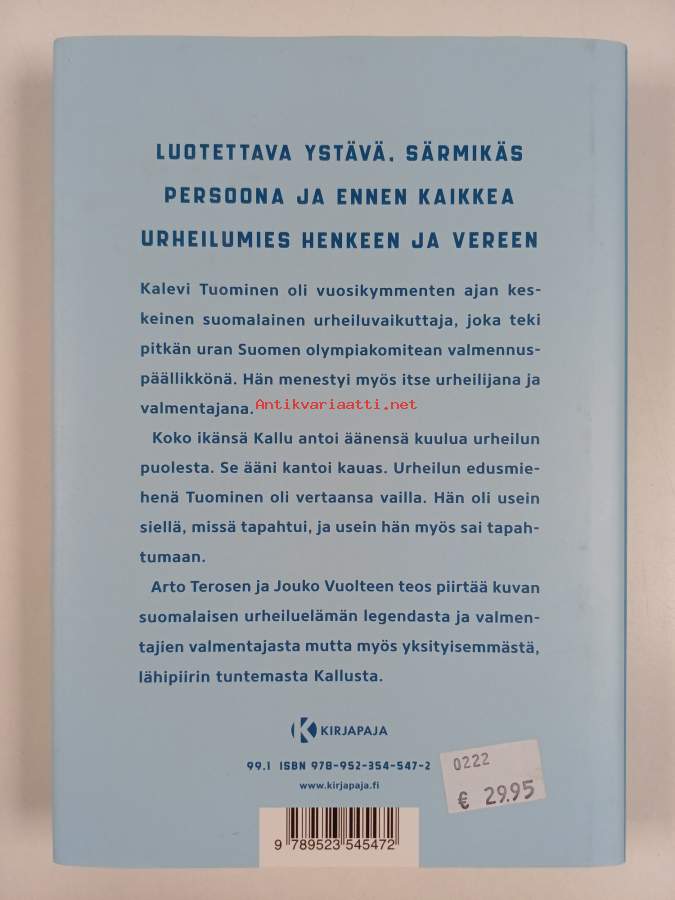 LUOTETTAVA YSTÄVÄ, SÄRMIKÄS
PERSOONA JA ENNEN KAIKKEA
URHEILUMIES HENKEEN JA VEREEN
Kalevi Tuominen oli vuosikymmenten ajan kes-
keinen suomalainen urheiluvaikuttaja, joka teki
pitkän uran Suomen olympiakomitean valmennus-
päällikkönä. Hän menestyi myös itse urheilijana ja
valmentajana.
Antikvariaatti.net
Koko ikänsä Kallu antoi äänensä kuulua urheilun
puolesta. Se ääni kantoi kauas. Urheilun edusmie-
henä Tuominen oli vertaansa vailla. Hän oli usein
siellä, missä tapahtui, ja usein hän myös sai tapah-
tumaan.
Arto Terosen ja Jouko Vuolteen teos piirtää kuvan
suomalaisen urheiluelämän legendasta ja valmen-
tajien valmentajasta mutta myös yksityisemmästä,
lähipiirin tuntemasta Kallusta.
KIRJAPAJA
99.1 ISBN 978-952-354-547-2
www.kirjapaja.fi
0222
€ 29.95
9 789523 545472